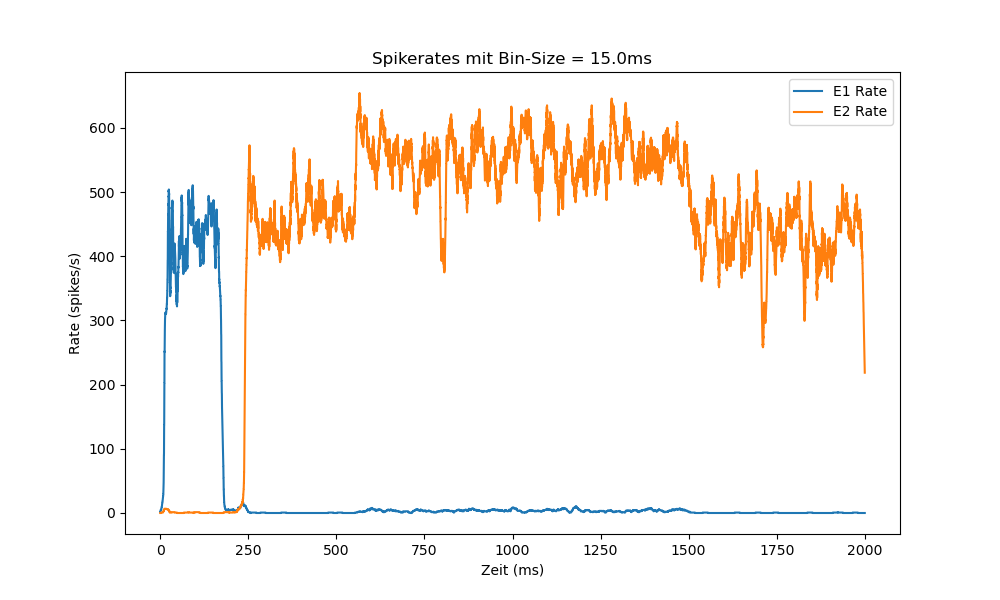 Spikerates mit Bin-Size = 15.0ms
E1 Rate
E2 Rate
Rate (spikes/s)
600
500
400
300
200
100
0
0 250 500 750 1000 1250 1500 1750 2000
Zeit (ms)